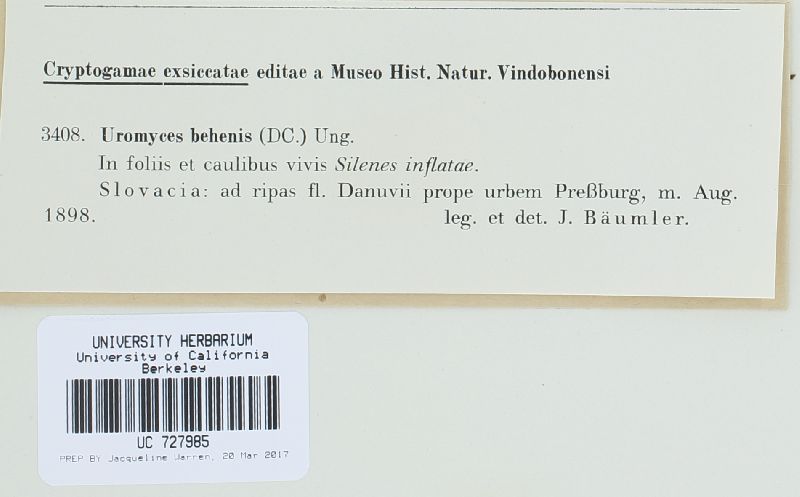 Cryptogamae exsiccatae editae a Museo Hist. Natur. Vindobonensi
3408. Uromyces behenis (DC.) Ung.
In foliis et caulibus vivis Silenes inflatae.
Slovacia: ad ripas fl. Danuvii prope urbem Preßburg, m. Aug.
1898. leg. et det. J. Bäumler.
UNIVERSITY HERBARIUM
University of California
Berkeley
UC 727985
PREP BY Jacqueline Warren, 20 Mar 2017